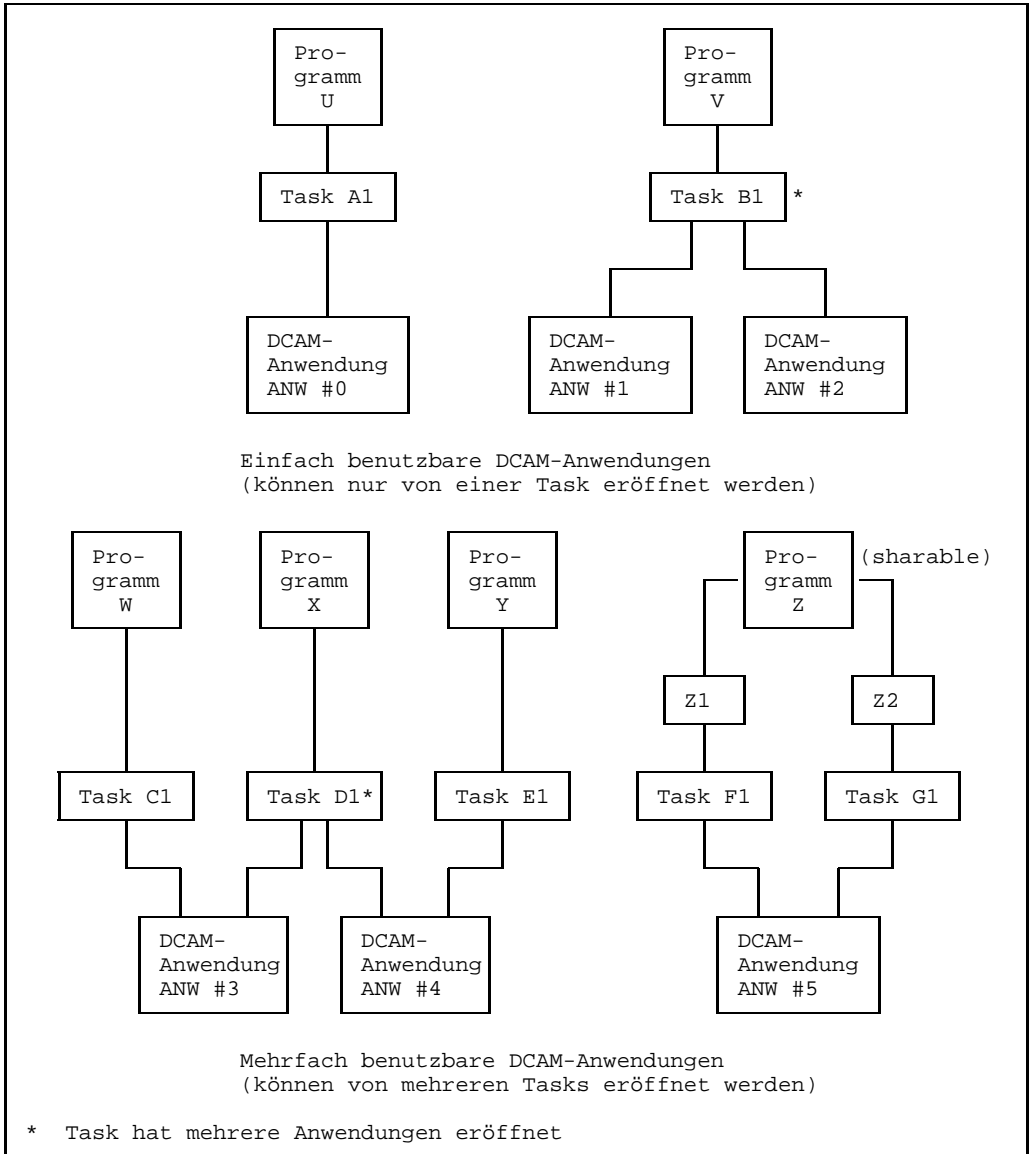 Pro-
gramm
U
Pro-
gramm
V
Task A1
Task B1 *
DCAM-
Anwendung
ANW #0
DCAM-
Anwendung
ANW #1
DCAM-
Anwendung
ANW #2
Einfach benutzbare DCAM-Anwendungen
(können nur von einer Task eröffnet werden)
Pro-
gramm
W
Pro-
gramm
X
Pro-
gramm
Y
Pro-
gramm
Z
(sharable)
Z1
Z2
Task C1
Task D1*
Task E1
Task F1
Task G1
DCAM-
Anwendung
ANW #3
DCAM-
Anwendung
ANW #4
DCAM-
Anwendung
ANW #5
Mehrfach benutzbare DCAM-Anwendungen
(können von mehreren Tasks eröffnet werden)
* Task hat mehrere Anwendungen eröffnet